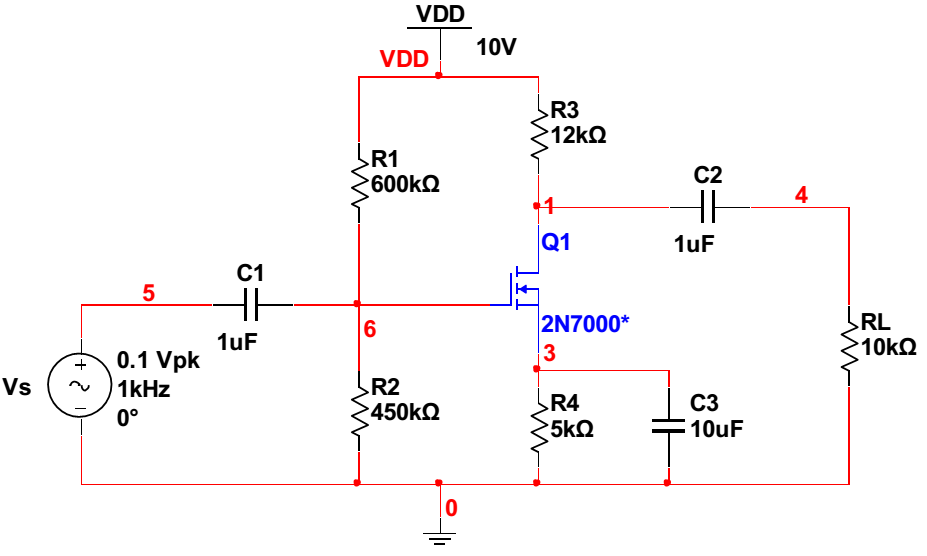 VDD
10V
VDD
R3
12kΩ
R1
600kΩ
C2
1
4
1uF
Q1
C1
5
1uF
6
2N7000*
3
RL
10kΩ
Vs
0.1 Vpk
1kHz
0°
R2
450kΩ
R4
5kΩ
C3
10uF
0